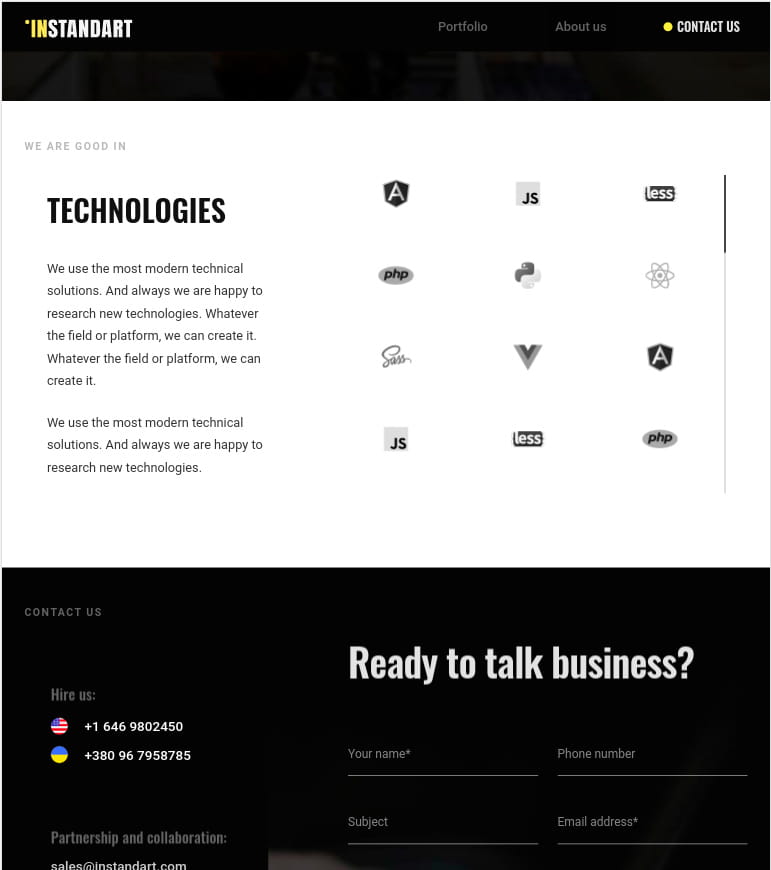 INSTANDART
Portfolio
About us
CONTACT US
WE ARE GOOD IN
TECHNOLOGIES
We use the most modern technical
solutions. And always we are happy to
research new technologies. Whatever
the field or platform, we can create it.
Whatever the field or platform, we can
create it.
We use the most modern technical
solutions. And always we are happy to
research new technologies.
A
JS
less
php
Sass
A
JS
less
php
CONTACT US
Hire us:
+1 646 9802450
+380 96 7958785
Partnership and collaboration:
sales@instandart.com
Ready to talk business?
Your name*
Phone number
Subject
Email address*